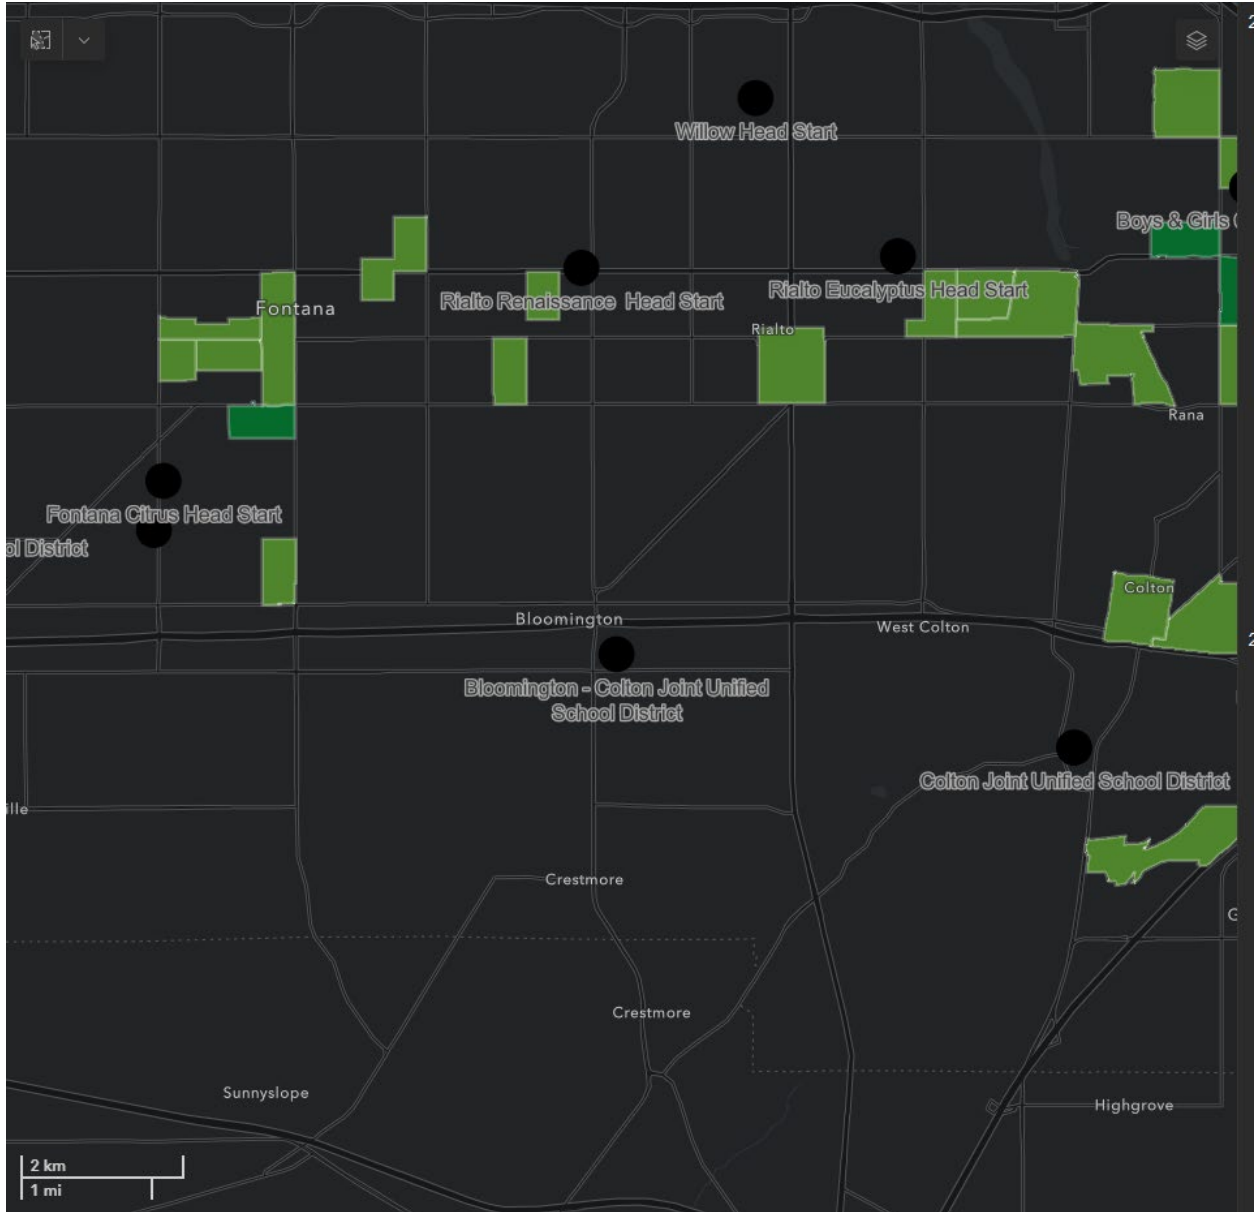 2
Willow Head Start
Boys & Girls C
Rialto Renaissance Head Start
Rialto Eucalyptus Head Start
Fontana
Rialto
Rana
Fontana Citrus Head Start
ol District
Colton
Bloomington
West Colton
2
Bloomington - Colton Joint Unified
School District
Colton Joint Unified School District
ille
Crestmore
G
Crestmore
Sunnyslope
Highgrove
2 km
1 mi